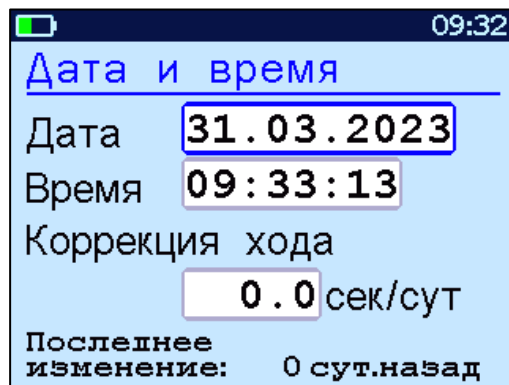 09:32
Дата и время
Дата 31.03.2023
Время 09:33:13
Коррекция хода
0.0 сек/сут
Последнее
изменение: 0 сут.назад